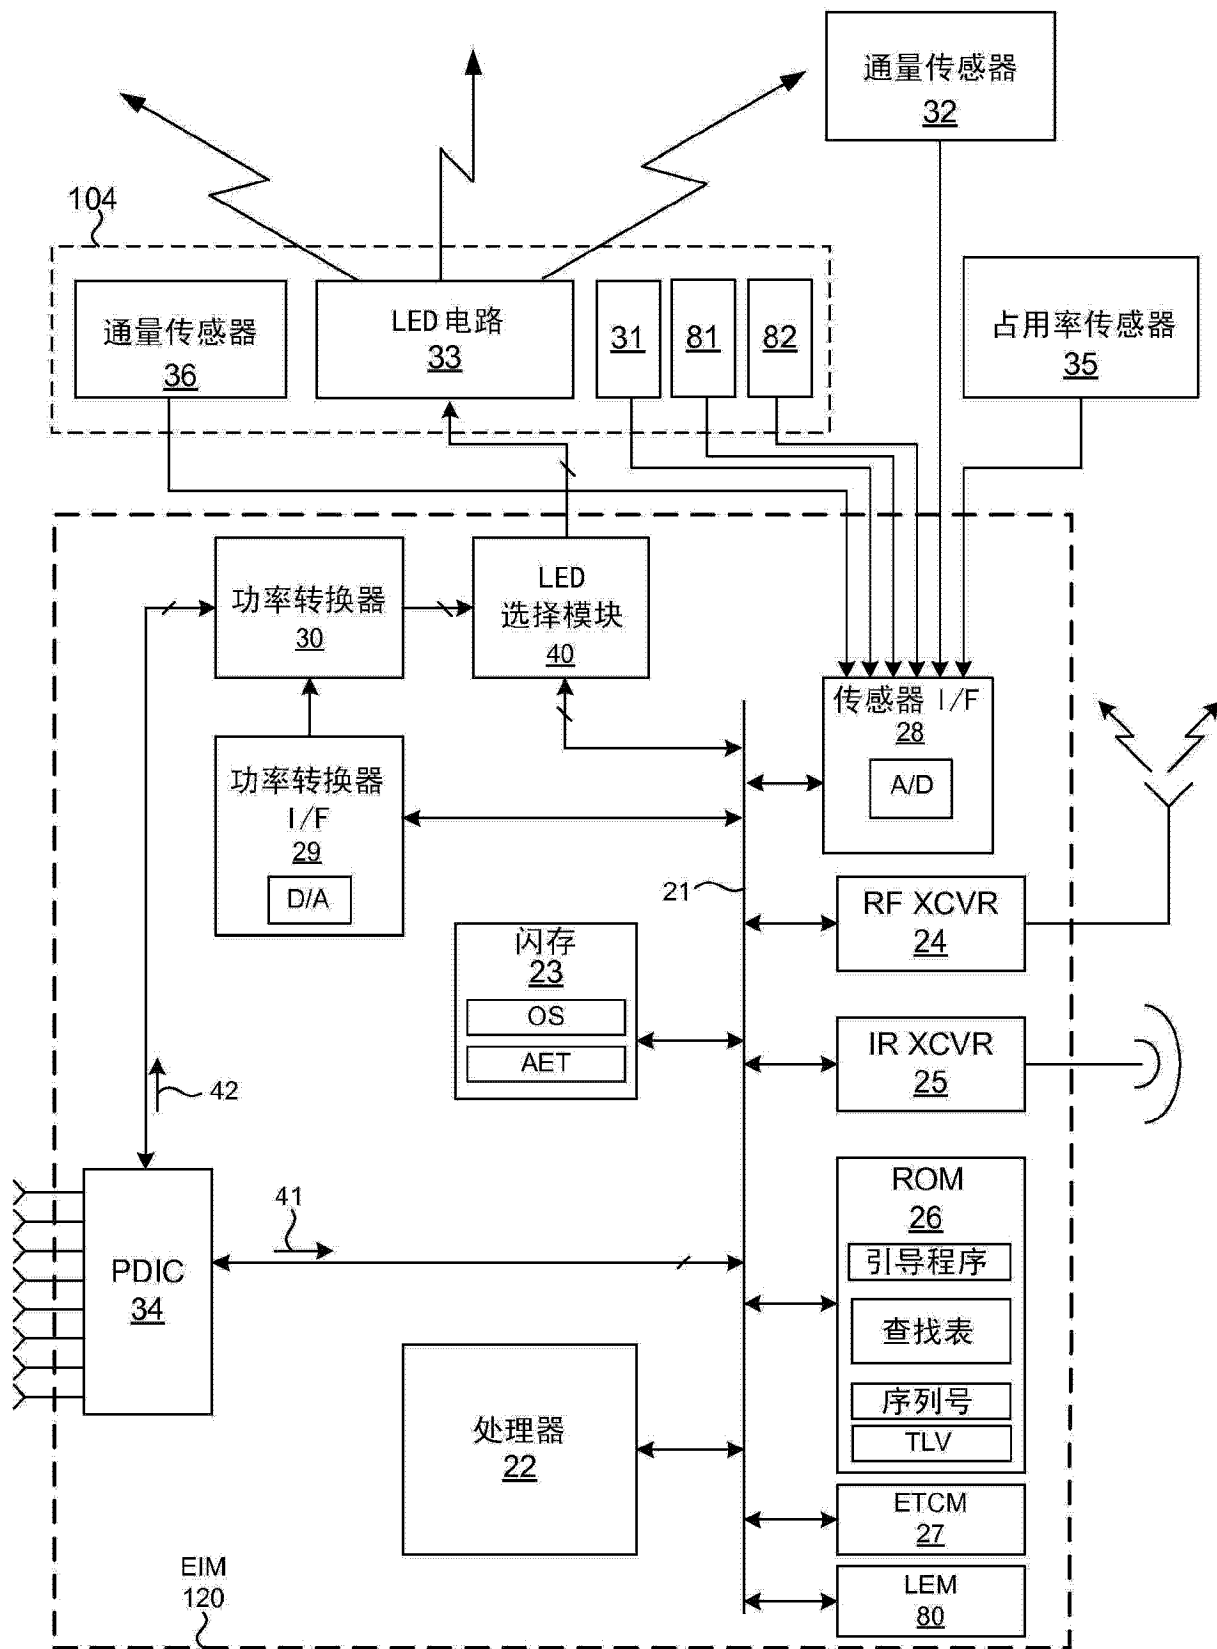 通量传感器
32
104
通量传感器
36
LED 电路
33
31
81
82
占用率传感器
35
功率转换器
30
LED
选择模块
40
传感器 I/F
28
A/D
功率转换器
I/F
29
D/A
21
RF XCVR
24
闪存
23
OS
AET
IR XCVR
25
42
ROM
26
引导程序
查找表
序列号
TLV
41
PDIC
34
处理器
22
ETCM
27
LEM
80
EIM
120